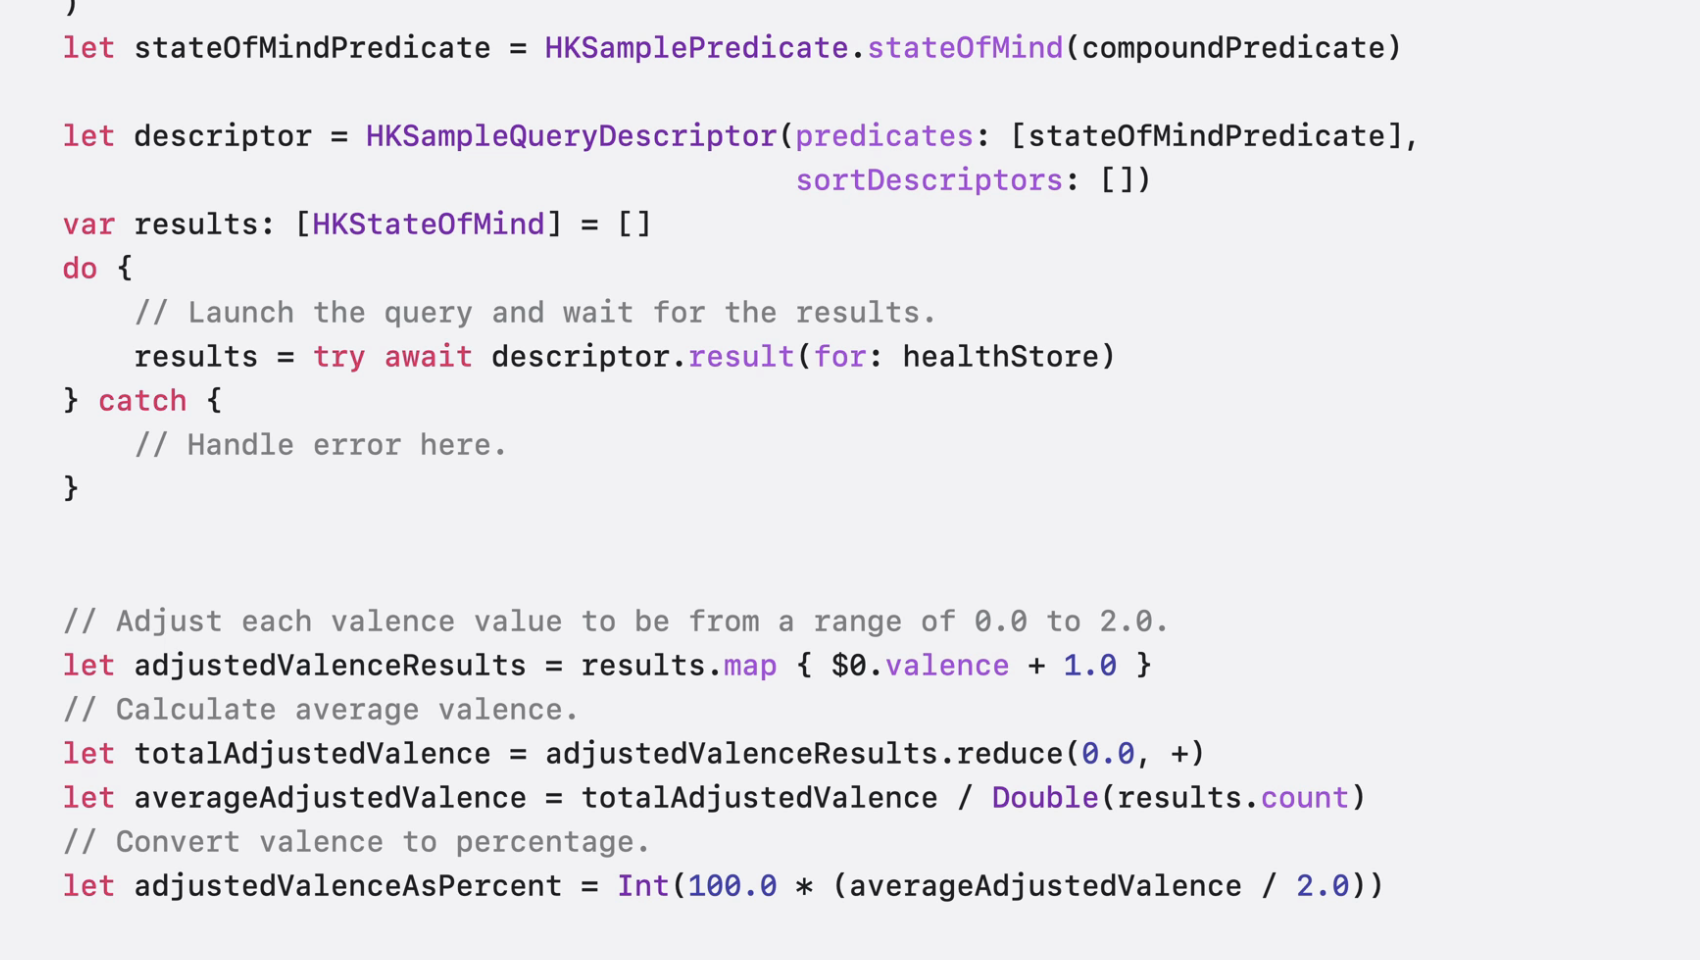 )
let stateOfMindPredicate = HKSamplePredicate.stateOfMind(compoundPredicate)
let descriptor = HKSampleQueryDescriptor(predicates: [stateOfMindPredicate],
sortDescriptors: [])
var results: [HKStateOfMind] = []
do {
// Launch the query and wait for the results.
results = try await descriptor.result(for: healthStore)
} catch {
// Handle error here.
}
// Adjust each valence value to be from a range of 0.0 to 2.0.
let adjustedValenceResults = results.map { $0.valence + 1.0 }
// Calculate average valence.
let totalAdjustedValence = adjustedValenceResults.reduce(0.0, +)
let averageAdjustedValence = totalAdjustedValence / Double(results.count)
// Convert valence to percentage.
let adjustedValenceAsPercent = Int(100.0 * (averageAdjustedValence / 2.0))